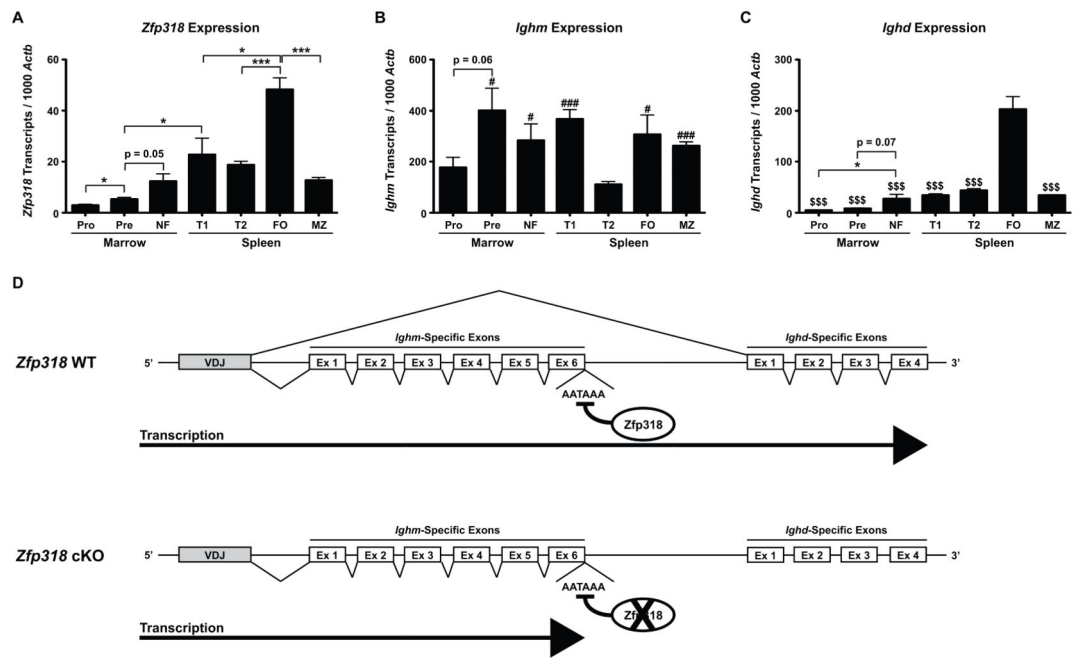 A
Zfp318 Expression
Zfp318 Transcripts / 1000 Actb
60
40
20
0
* *** ***
*
p = 0.05
*
Pro Pre NF T1 T2 FO MZ
Marrow Spleen
B
Ighm Expression
Ighm Transcripts / 1000 Actb
600
400
200
0
p = 0.06
# # ### # ###
Pro Pre NF T1 T2 FO MZ
Marrow Spleen
C
Ighd Expression
Ighd Transcripts / 1000 Actb
300
200
100
0
p = 0.07
*
$$$ $$$ $$$ $$$ $$$ $$$
Pro Pre NF T1 T2 FO MZ
Marrow Spleen
D
Ighm-Specific Exons Ighd-Specific Exons
Zfp318 WT 5' VDJ Ex 1 Ex 2 Ex 3 Ex 4 Ex 5 Ex 6 Ex 1 Ex 2 Ex 3 Ex 4 3'
AATAAA
Zfp318
Transcription
Ighm-Specific Exons Ighd-Specific Exons
Zfp318 cKO 5' VDJ Ex 1 Ex 2 Ex 3 Ex 4 Ex 5 Ex 6 Ex 1 Ex 2 Ex 3 Ex 4 3'
AATAAA
Zfp318
Transcription